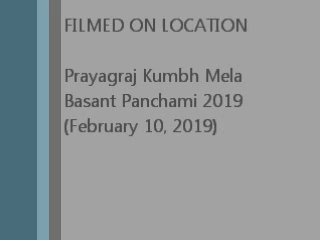 FILMED ON LOCATION
Prayagraj Kumbh Mela
Basant Panchami 2019
(February 10, 2019)